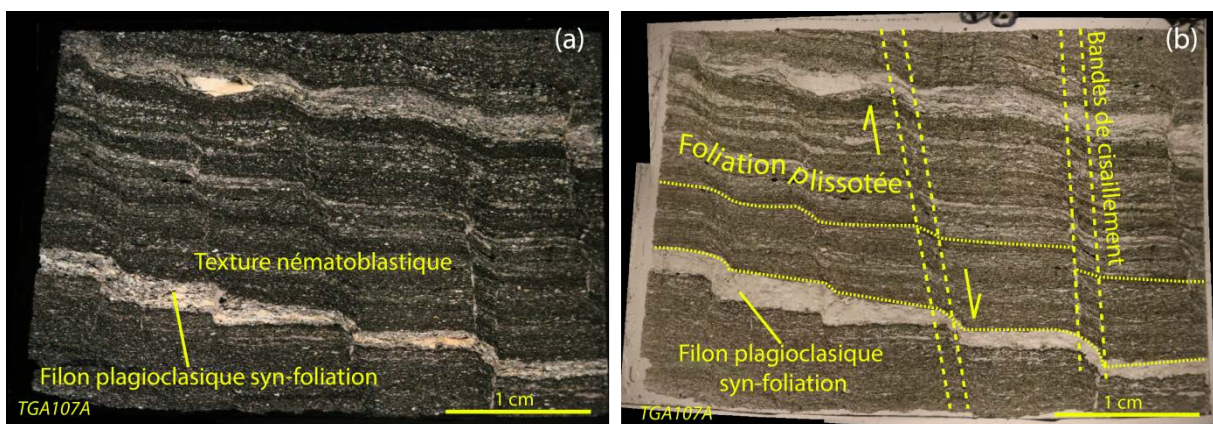 (a)
Texture nématoblastique
Filon plagioclasique syn-foliation
TGA107A
1 cm
(b)
Bandes de cisaillement
Foliation plissotée
Filon plagioclasique
syn-foliation
TGA107A
1 cm